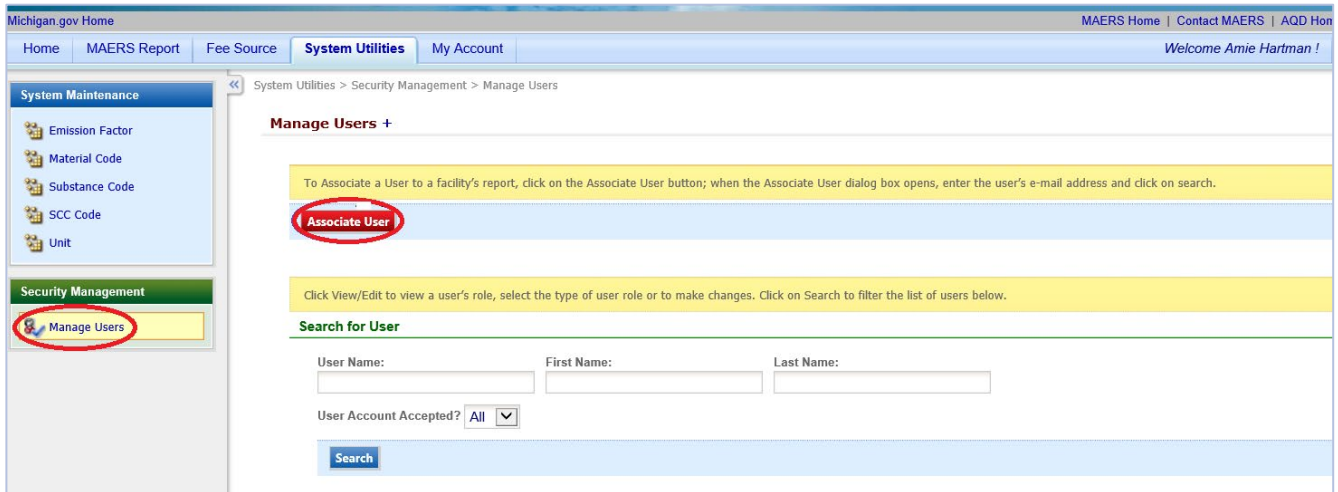 Michigan.gov Home
MAERS Home | Contact MAERS | AQD Hom
Home MAERS Report Fee Source System Utilities My Account Welcome Amie Hartman !
System Maintenance
Emission Factor
Material Code
Substance Code
SCC Code
Unit
Security Management
Manage Users
System Utilities > Security Management > Manage Users
Manage Users +
To Associate a User to a facility's report, click on the Associate User button; when the Associate User dialog box opens, enter the user's e-mail address and click on search.
Associate User
Click View/Edit to view a user's role, select the type of user role or to make changes. Click on Search to filter the list of users below.
Search for User
User Name: First Name: Last Name:
User Account Accepted? All
Search